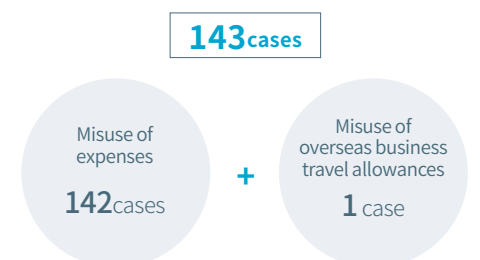 143cases
Misuse of
expenses
142cases
+
Misuse of
overseas business
travel allowances
1 case